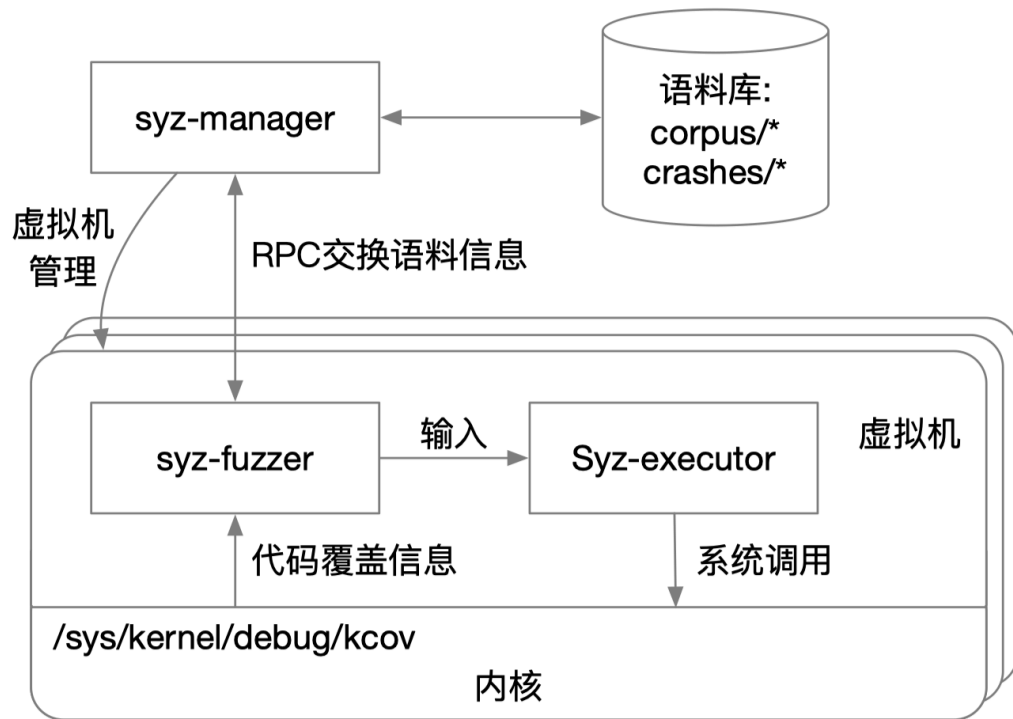 语料库:
corpus/*
crashes/*
syz-manager
虚拟机
管理
RPC交换语料信息
syz-fuzzer
输入
Syz-executor
虚拟机
代码覆盖信息
系统调用
/sys/kernel/debug/kcov
内核